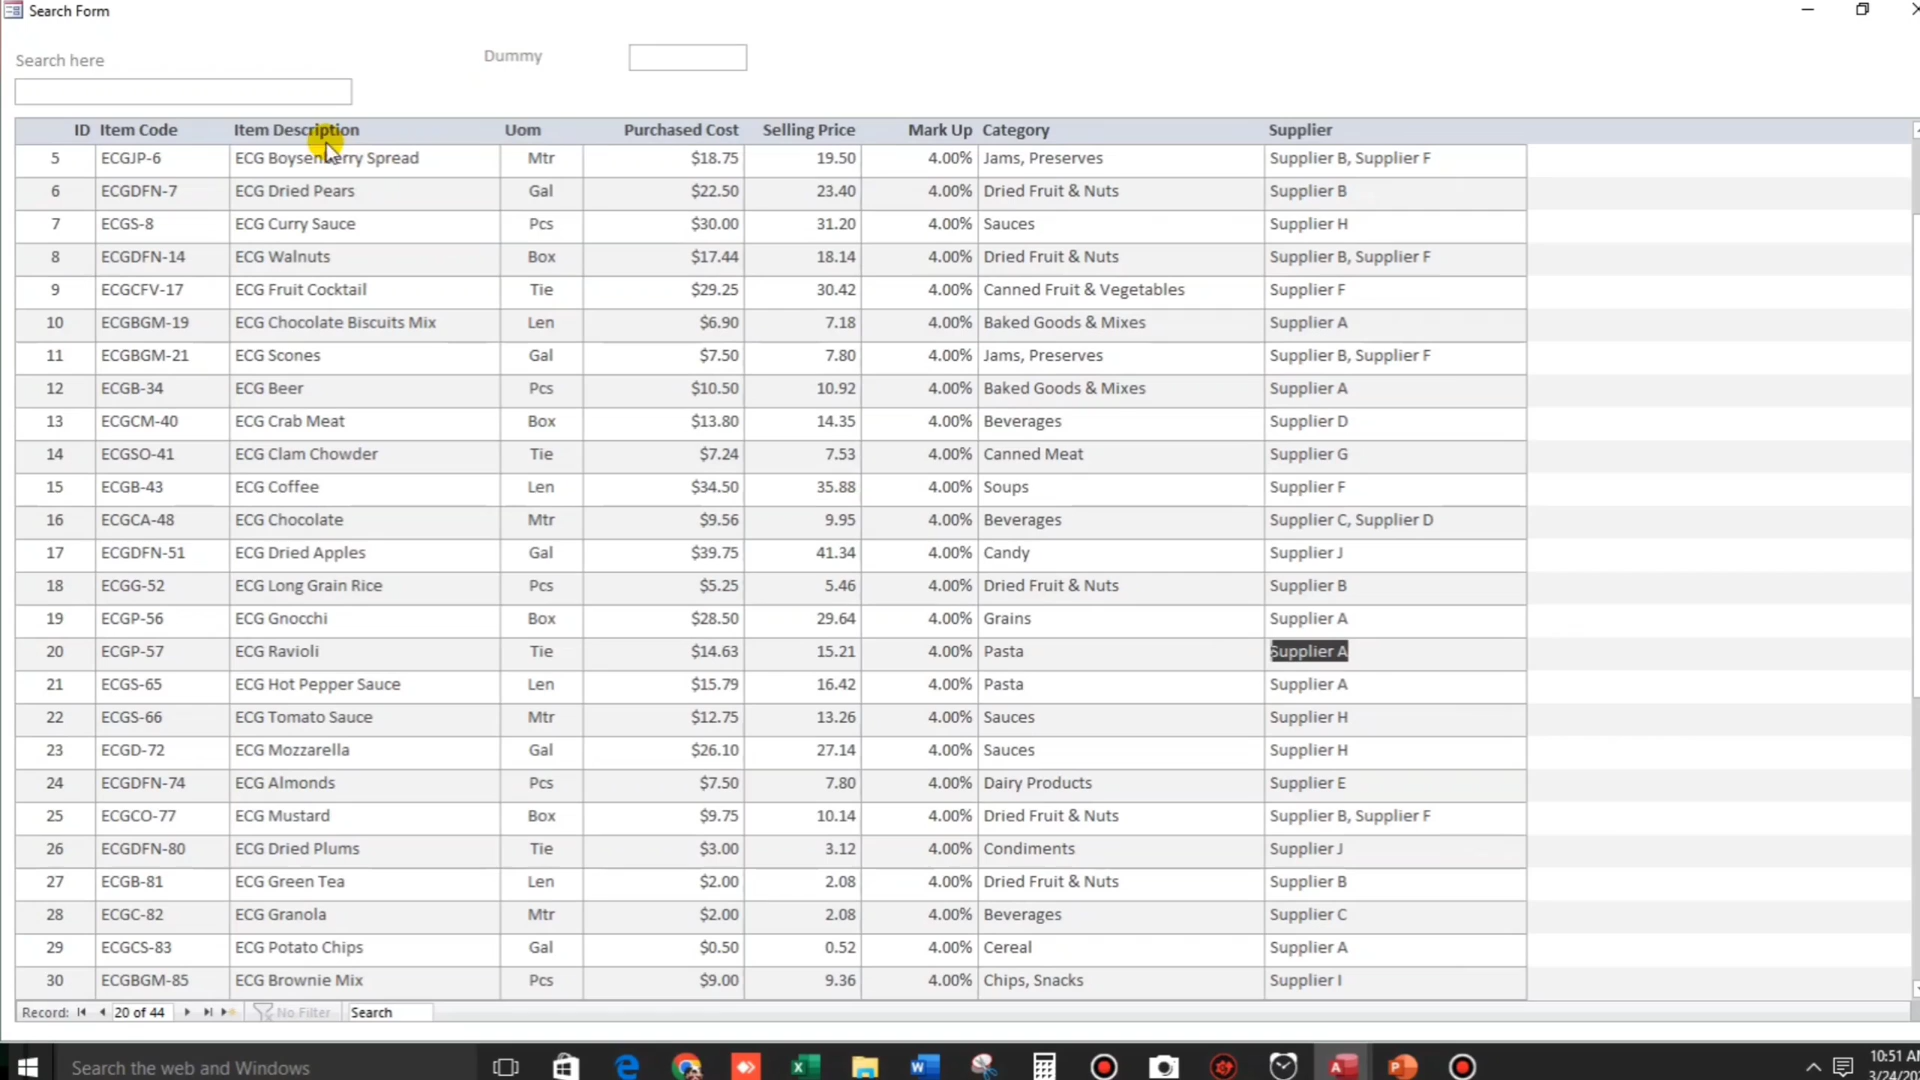 Search Form
Search here
Dummy
ID Item Code Item Description Uom Purchased Cost Selling Price Mark Up Category Supplier
5 ECGJP-6 ECG Boysenberry Spread Mtr $18.75 19.50 4.00% Jams, Preserves Supplier B, Supplier F
6 ECGDFN-7 ECG Dried Pears Gal $22.50 23.40 4.00% Dried Fruit & Nuts Supplier B
7 ECGS-8 ECG Curry Sauce Pcs $30.00 31.20 4.00% Sauces Supplier H
8 ECGDFN-14 ECG Walnuts Box $17.44 18.14 4.00% Dried Fruit & Nuts Supplier B, Supplier F
9 ECGCFV-17 ECG Fruit Cocktail Tie $29.25 30.42 4.00% Canned Fruit & Vegetables Supplier F
10 ECGBGM-19 ECG Chocolate Biscuits Mix Len $6.90 7.18 4.00% Baked Goods & Mixes Supplier A
11 ECGBGM-21 ECG Scones Gal $7.50 7.80 4.00% Jams, Preserves Supplier B, Supplier F
12 ECGB-34 ECG Beer Pcs $10.50 10.92 4.00% Baked Goods & Mixes Supplier A
13 ECGCM-40 ECG Crab Meat Box $13.80 14.35 4.00% Beverages Supplier D
14 ECGSO-41 ECG Clam Chowder Tie $7.24 7.53 4.00% Canned Meat Supplier G
15 ECGB-43 ECG Coffee Len $34.50 35.88 4.00% Soups Supplier F
16 ECGCA-48 ECG Chocolate Mtr $9.56 9.95 4.00% Beverages Supplier C, Supplier D
17 ECGDFN-51 ECG Dried Apples Gal $39.75 41.34 4.00% Candy Supplier J
18 ECGG-52 ECG Long Grain Rice Pcs $5.25 5.46 4.00% Dried Fruit & Nuts Supplier B
19 ECGP-56 ECG Gnocchi Box $28.50 29.64 4.00% Grains Supplier A
20 ECGP-57 ECG Ravioli Tie $14.63 15.21 4.00% Pasta Supplier A
21 ECGS-65 ECG Hot Pepper Sauce Len $15.79 16.42 4.00% Pasta Supplier A
22 ECGS-66 ECG Tomato Sauce Mtr $12.75 13.26 4.00% Sauces Supplier H
23 ECGD-72 ECG Mozzarella Gal $26.10 27.14 4.00% Sauces Supplier H
24 ECGDFN-74 ECG Almonds Pcs $7.50 7.80 4.00% Dairy Products Supplier E
25 ECGCO-77 ECG Mustard Box $9.75 10.14 4.00% Dried Fruit & Nuts Supplier B, Supplier F
26 ECGDFN-80 ECG Dried Plums Tie $3.00 3.12 4.00% Condiments Supplier J
27 ECGB-81 ECG Green Tea Len $2.00 2.08 4.00% Dried Fruit & Nuts Supplier B
28 ECGC-82 ECG Granola Mtr $2.00 2.08 4.00% Beverages Supplier C
29 ECGCS-83 ECG Potato Chips Gal $0.50 0.52 4.00% Cereal Supplier A
30 ECGBGM-85 ECG Brownie Mix Pcs $9.00 9.36 4.00% Chips, Snacks Supplier I
Record: 20 of 44 No Filter Search
Search the web and Windows
10:51 AM
3/24/20